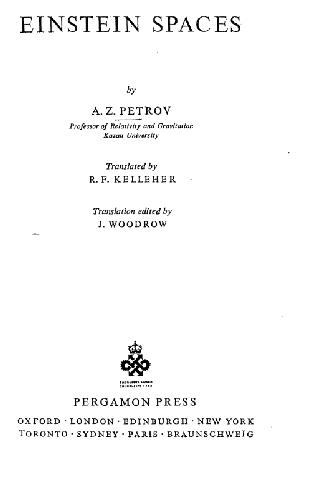 EINSTEIN SPACES
by
A. Z. PETROV
Professor of Relativity and Gravitation
Kazan University
Translated by
R. F. KELLEHER
Translation edited by
J. WOODROW
PERGAMON PRESS
OXFORD · LONDON · EDINBURGH · NEW YORK
TORONTO · SYDNEY · PARIS · BRAUNSCHWEIG